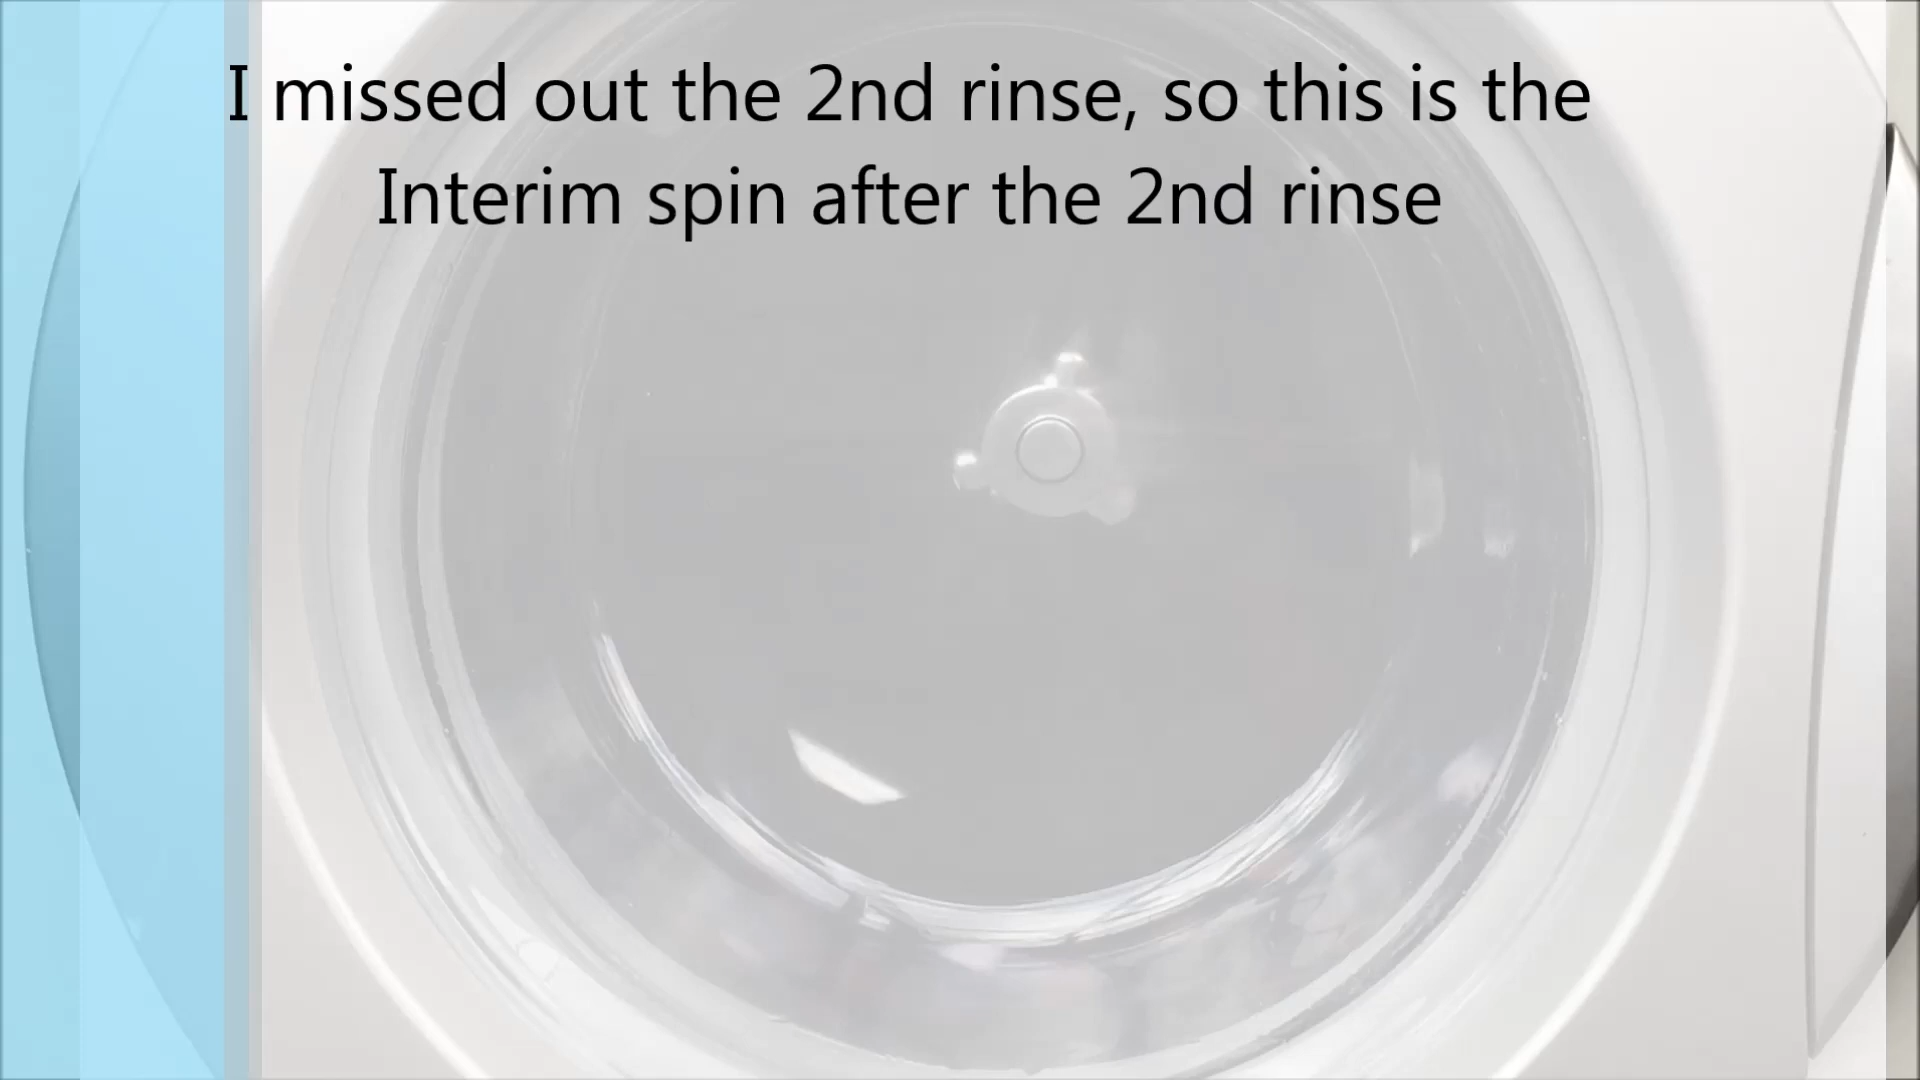 I missed out the 2nd rinse, so this is the
Interim spin after the 2nd rinse